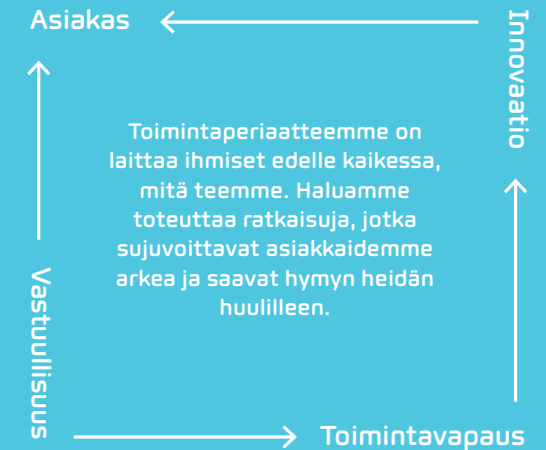 Asiakas
Innovaatio
Toimintaperiaatteemme on
laittaa ihmiset edelle kaikessa,
mitä teemme. Haluamme
toteuttaa ratkaisuja, jotka
sujuvoittavat asiakkaidemme
arkea ja saavat hymyn heidän
huulilleen.
Vastuullisuus
Toimintavapaus